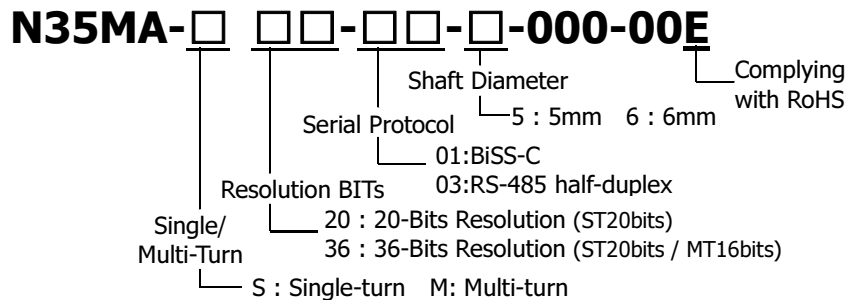 N35MA-□ □□-□□-□-000-00E
Complying
with RoHS
Shaft Diameter
5 : 5mm 6 : 6mm
Serial Protocol
01:BiSS-C
03:RS-485 half-duplex
Resolution BITs
20 : 20-Bits Resolution (ST20bits)
36 : 36-Bits Resolution (ST20bits / MT16bits)
Single/
Multi-Turn
S : Single-turn M: Multi-turn